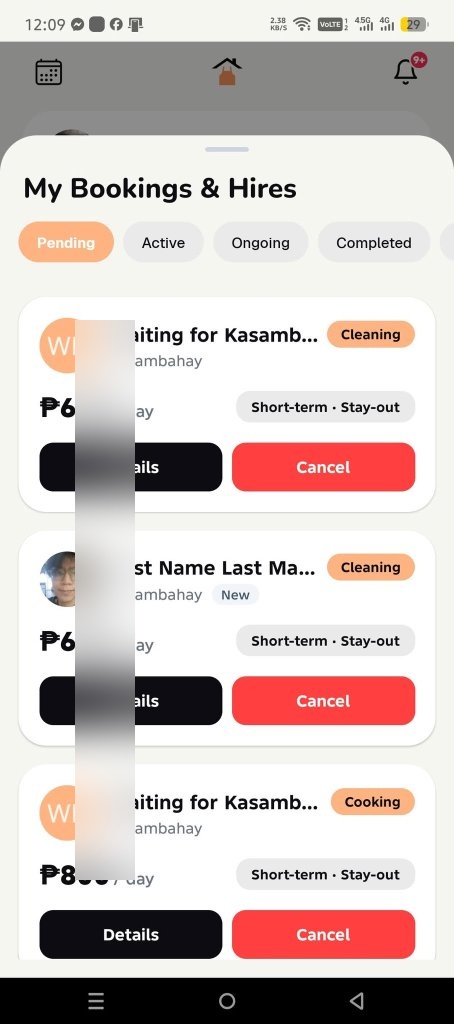 12:09
2.38 KB/S VoLTE 1 2 4.5G 4G 29
9+
My Bookings & Hires
Pending Active Ongoing Completed
aiting for Kasamb... Cleaning
ambahay
₱6 ay Short-term · Stay-out
ails Cancel
st Name Last Ma... Cleaning
ambahay New
₱6 ay Short-term · Stay-out
ails Cancel
aiting for Kasamb... Cooking
ambahay
₱8 / day Short-term · Stay-out
Details Cancel